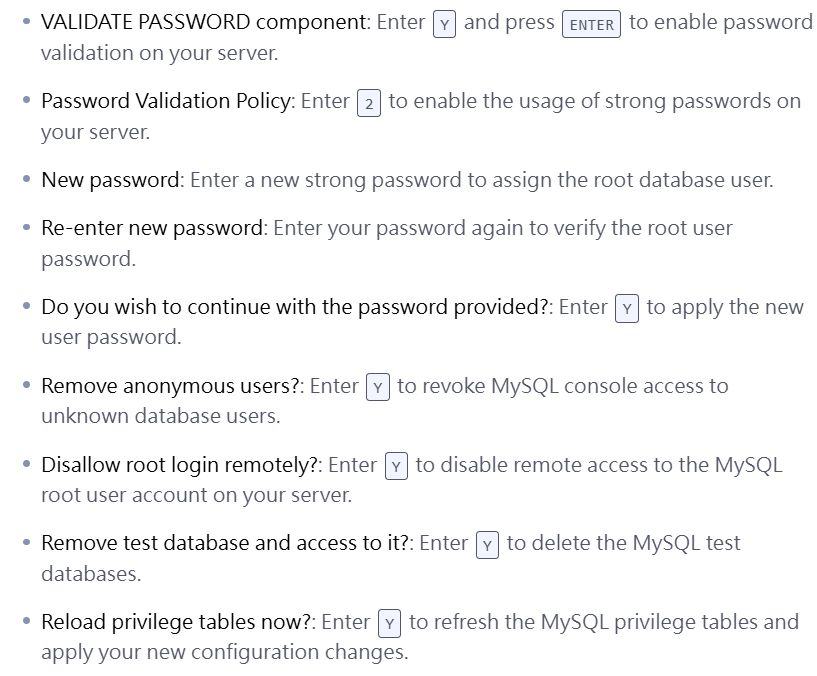 • VALIDATE PASSWORD component: Enter Y and press ENTER to enable password
validation on your server.
• Password Validation Policy: Enter 2 to enable the usage of strong passwords on
your server.
• New password: Enter a new strong password to assign the root database user.
• Re-enter new password: Enter your password again to verify the root user
password.
• Do you wish to continue with the password provided?: Enter Y to apply the new
user password.
• Remove anonymous users?: Enter Y to revoke MySQL console access to
unknown database users.
• Disallow root login remotely?: Enter Y to disable remote access to the MySQL
root user account on your server.
• Remove test database and access to it?: Enter Y to delete the MySQL test
databases.
• Reload privilege tables now?: Enter Y to refresh the MySQL privilege tables and
apply your new configuration changes.